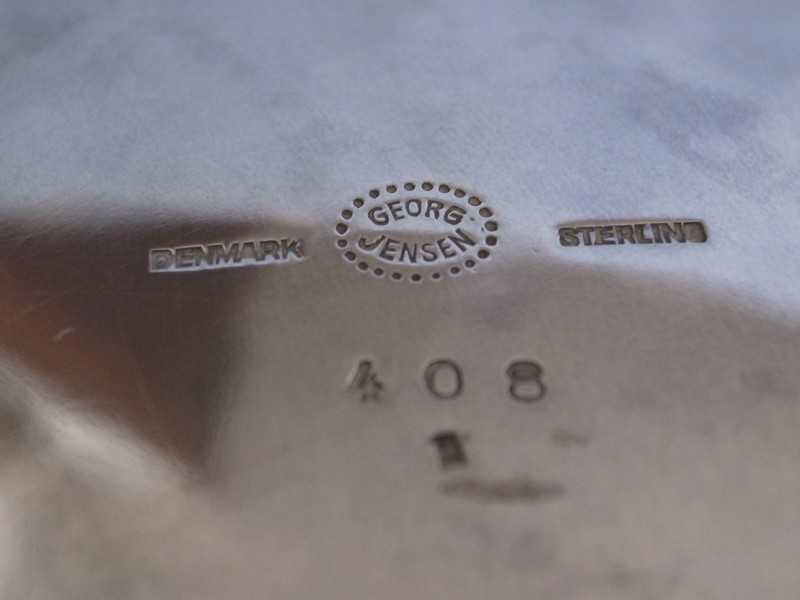 GEORG
JENSEN
DENMARK
STERLING
408